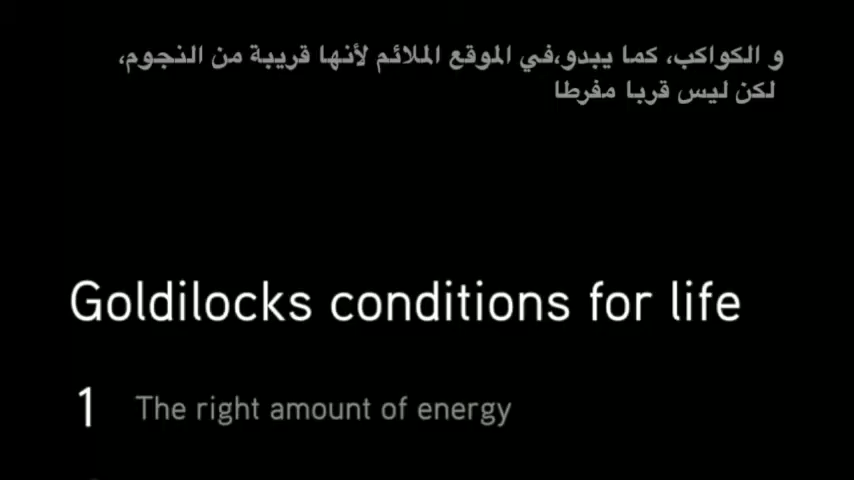 و الكواكب، كما يبدو،في الموقع الملائم لأنها قريبة من النجوم،
لكن ليس قربا مفرطا
Goldilocks conditions for life
1 The right amount of energy